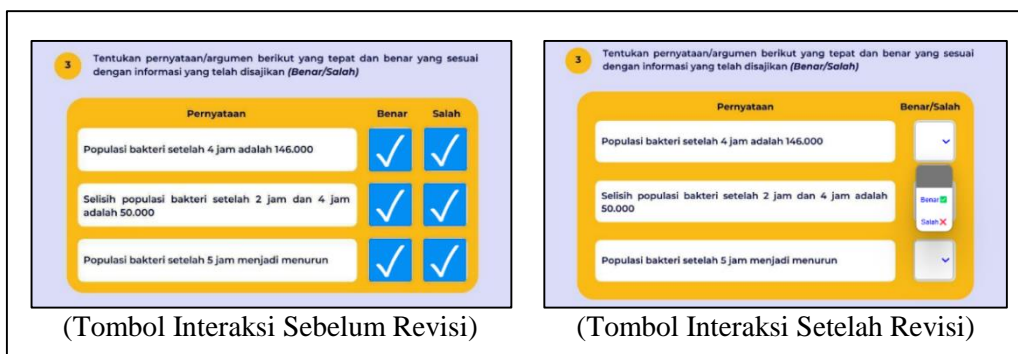 3
Tentukan pernyataan/argumen berikut yang tepat dan benar yang sesuai
dengan informasi yang telah disajikan (Benar/Salah)
Pernyataan Benar Salah
Populasi bakteri setelah 4 jam adalah 146.000
Selisih populasi bakteri setelah 2 jam dan 4 jam
adalah 50.000
Populasi bakteri setelah 5 jam menjadi menurun
(Tombol Interaksi Sebelum Revisi)
3
Tentukan pernyataan/argumen berikut yang tepat dan benar yang sesuai
dengan informasi yang telah disajikan (Benar/Salah)
Pernyataan Benar/Salah
Populasi bakteri setelah 4 jam adalah 146.000
Selisih populasi bakteri setelah 2 jam dan 4 jam adalah
50.000
Benar✅
Salah❌
Populasi bakteri setelah 5 jam menjadi menurun
(Tombol Interaksi Setelah Revisi)